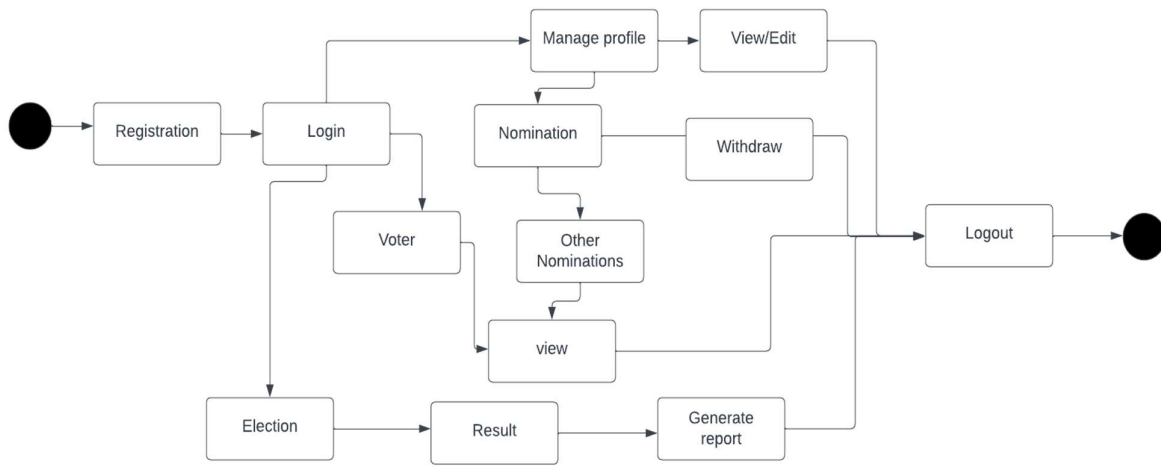 Manage profile
View/Edit
Registration
Login
Nomination
Withdraw
Voter
Other
Nominations
Logout
view
Election
Result
Generate
report